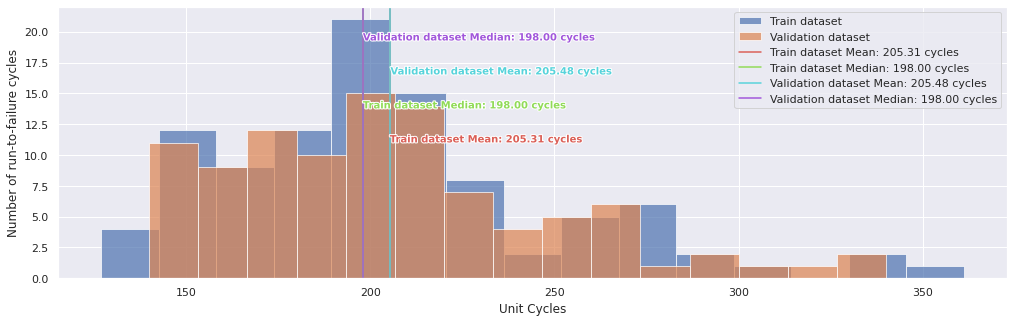 Train dataset
Validation dataset
Train dataset Mean: 205.31 cycles
Train dataset Median: 198.00 cycles
Validation dataset Mean: 205.48 cycles
Validation dataset Median: 198.00 cycles
Validation dataset Median: 198.00 cycles
Validation dataset Mean: 205.48 cycles
Train dataset Median: 198.00 cycles
Train dataset Mean: 205.31 cycles
Number of run-to-failure cycles
20.0
17.5
15.0
12.5
10.0
7.5
5.0
2.5
0.0
150 200 250 300 350
Unit Cycles